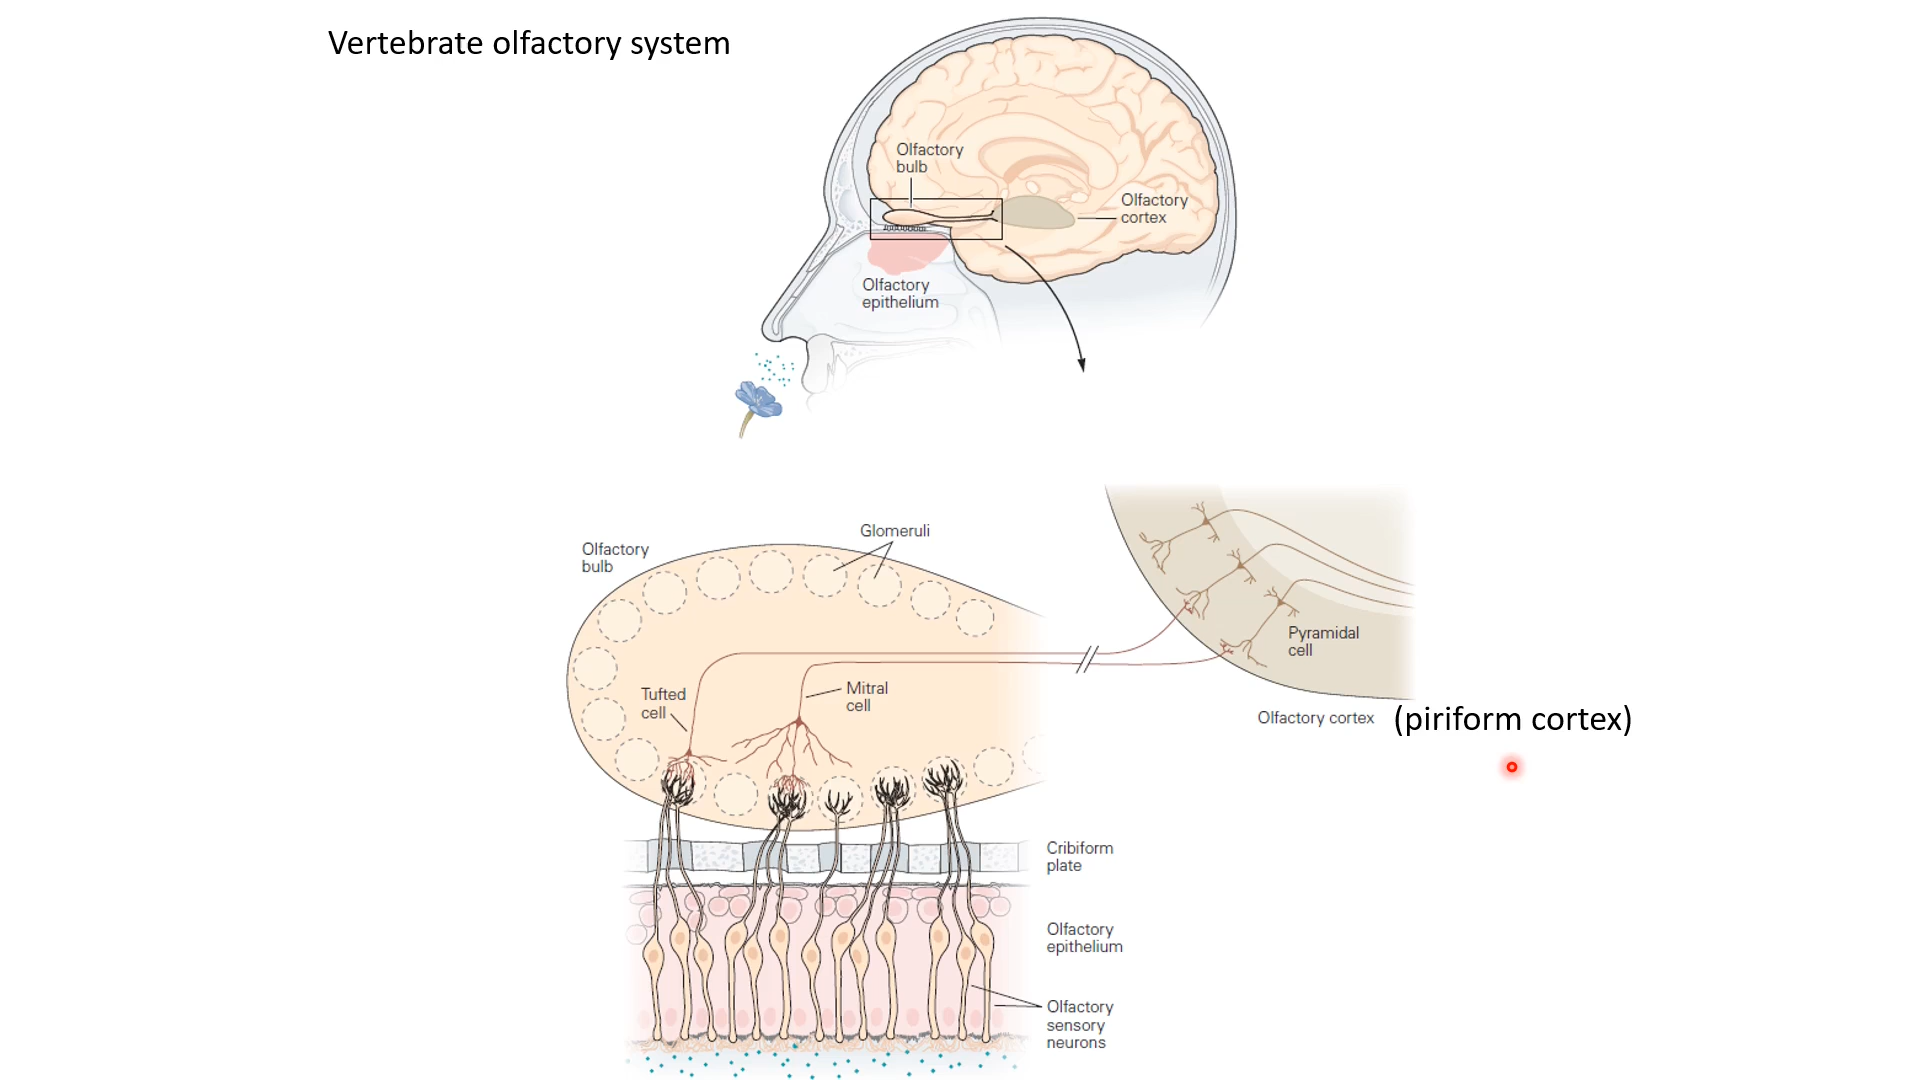 Vertebrate olfactory system
Olfactory
bulb
Olfactory
cortex
Olfactory
epithelium
Glomeruli
Olfactory
bulb
Pyramidal
cell
Tufted
cell
Mitral
cell
Olfactory cortex (piriform cortex)
Cribiform
plate
Olfactory
epithelium
Olfactory
sensory
neurons